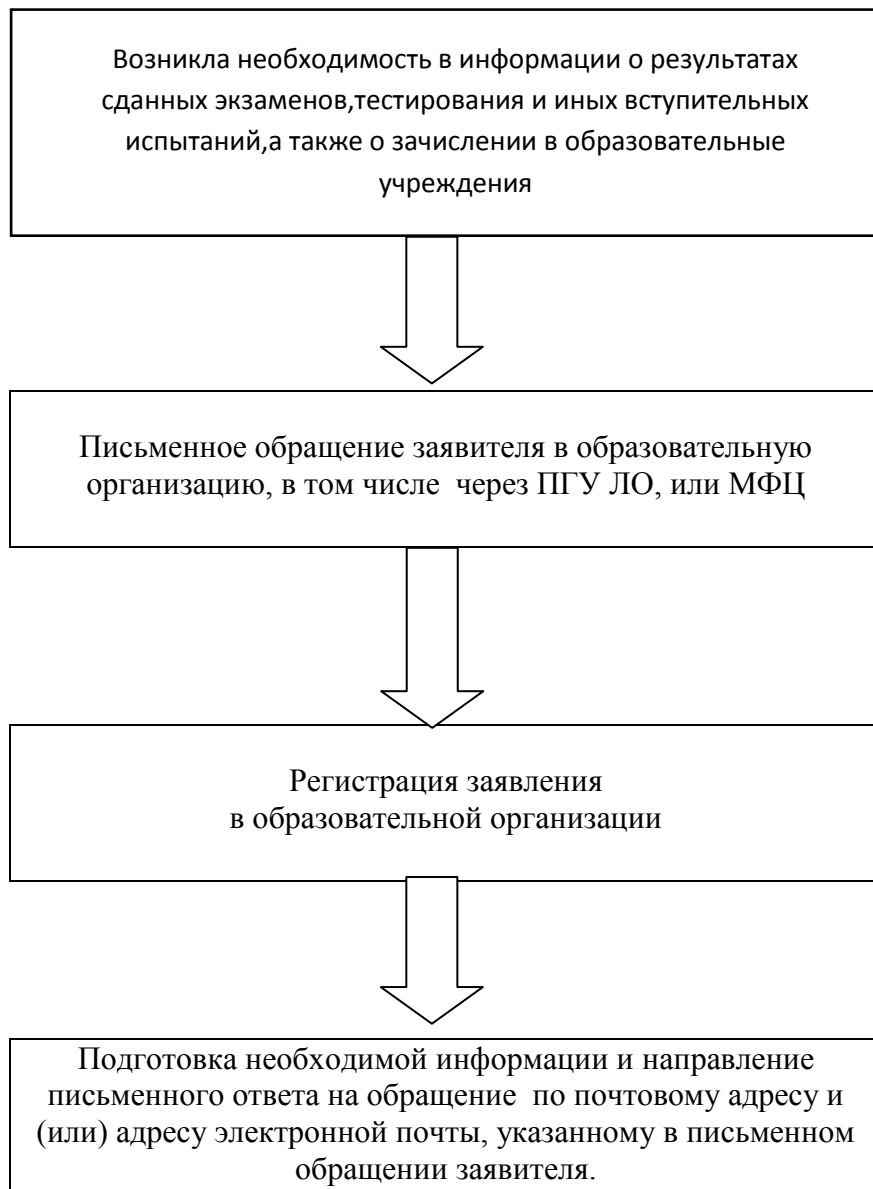 Возникла необходимость в информации о результатах
сданных экзаменов,тестирования и иных вступительных
испытаний,а также о зачислении в образовательные
учреждения
Письменное обращение заявителя в образовательную
организацию, в том числе  через ПГУ ЛО, или МФЦ
Регистрация заявления
в образовательной организации
Подготовка необходимой информации и направление
письменного ответа на обращение  по почтовому адресу и
(или) адресу электронной почты, указанному в письменном
обращении заявителя.